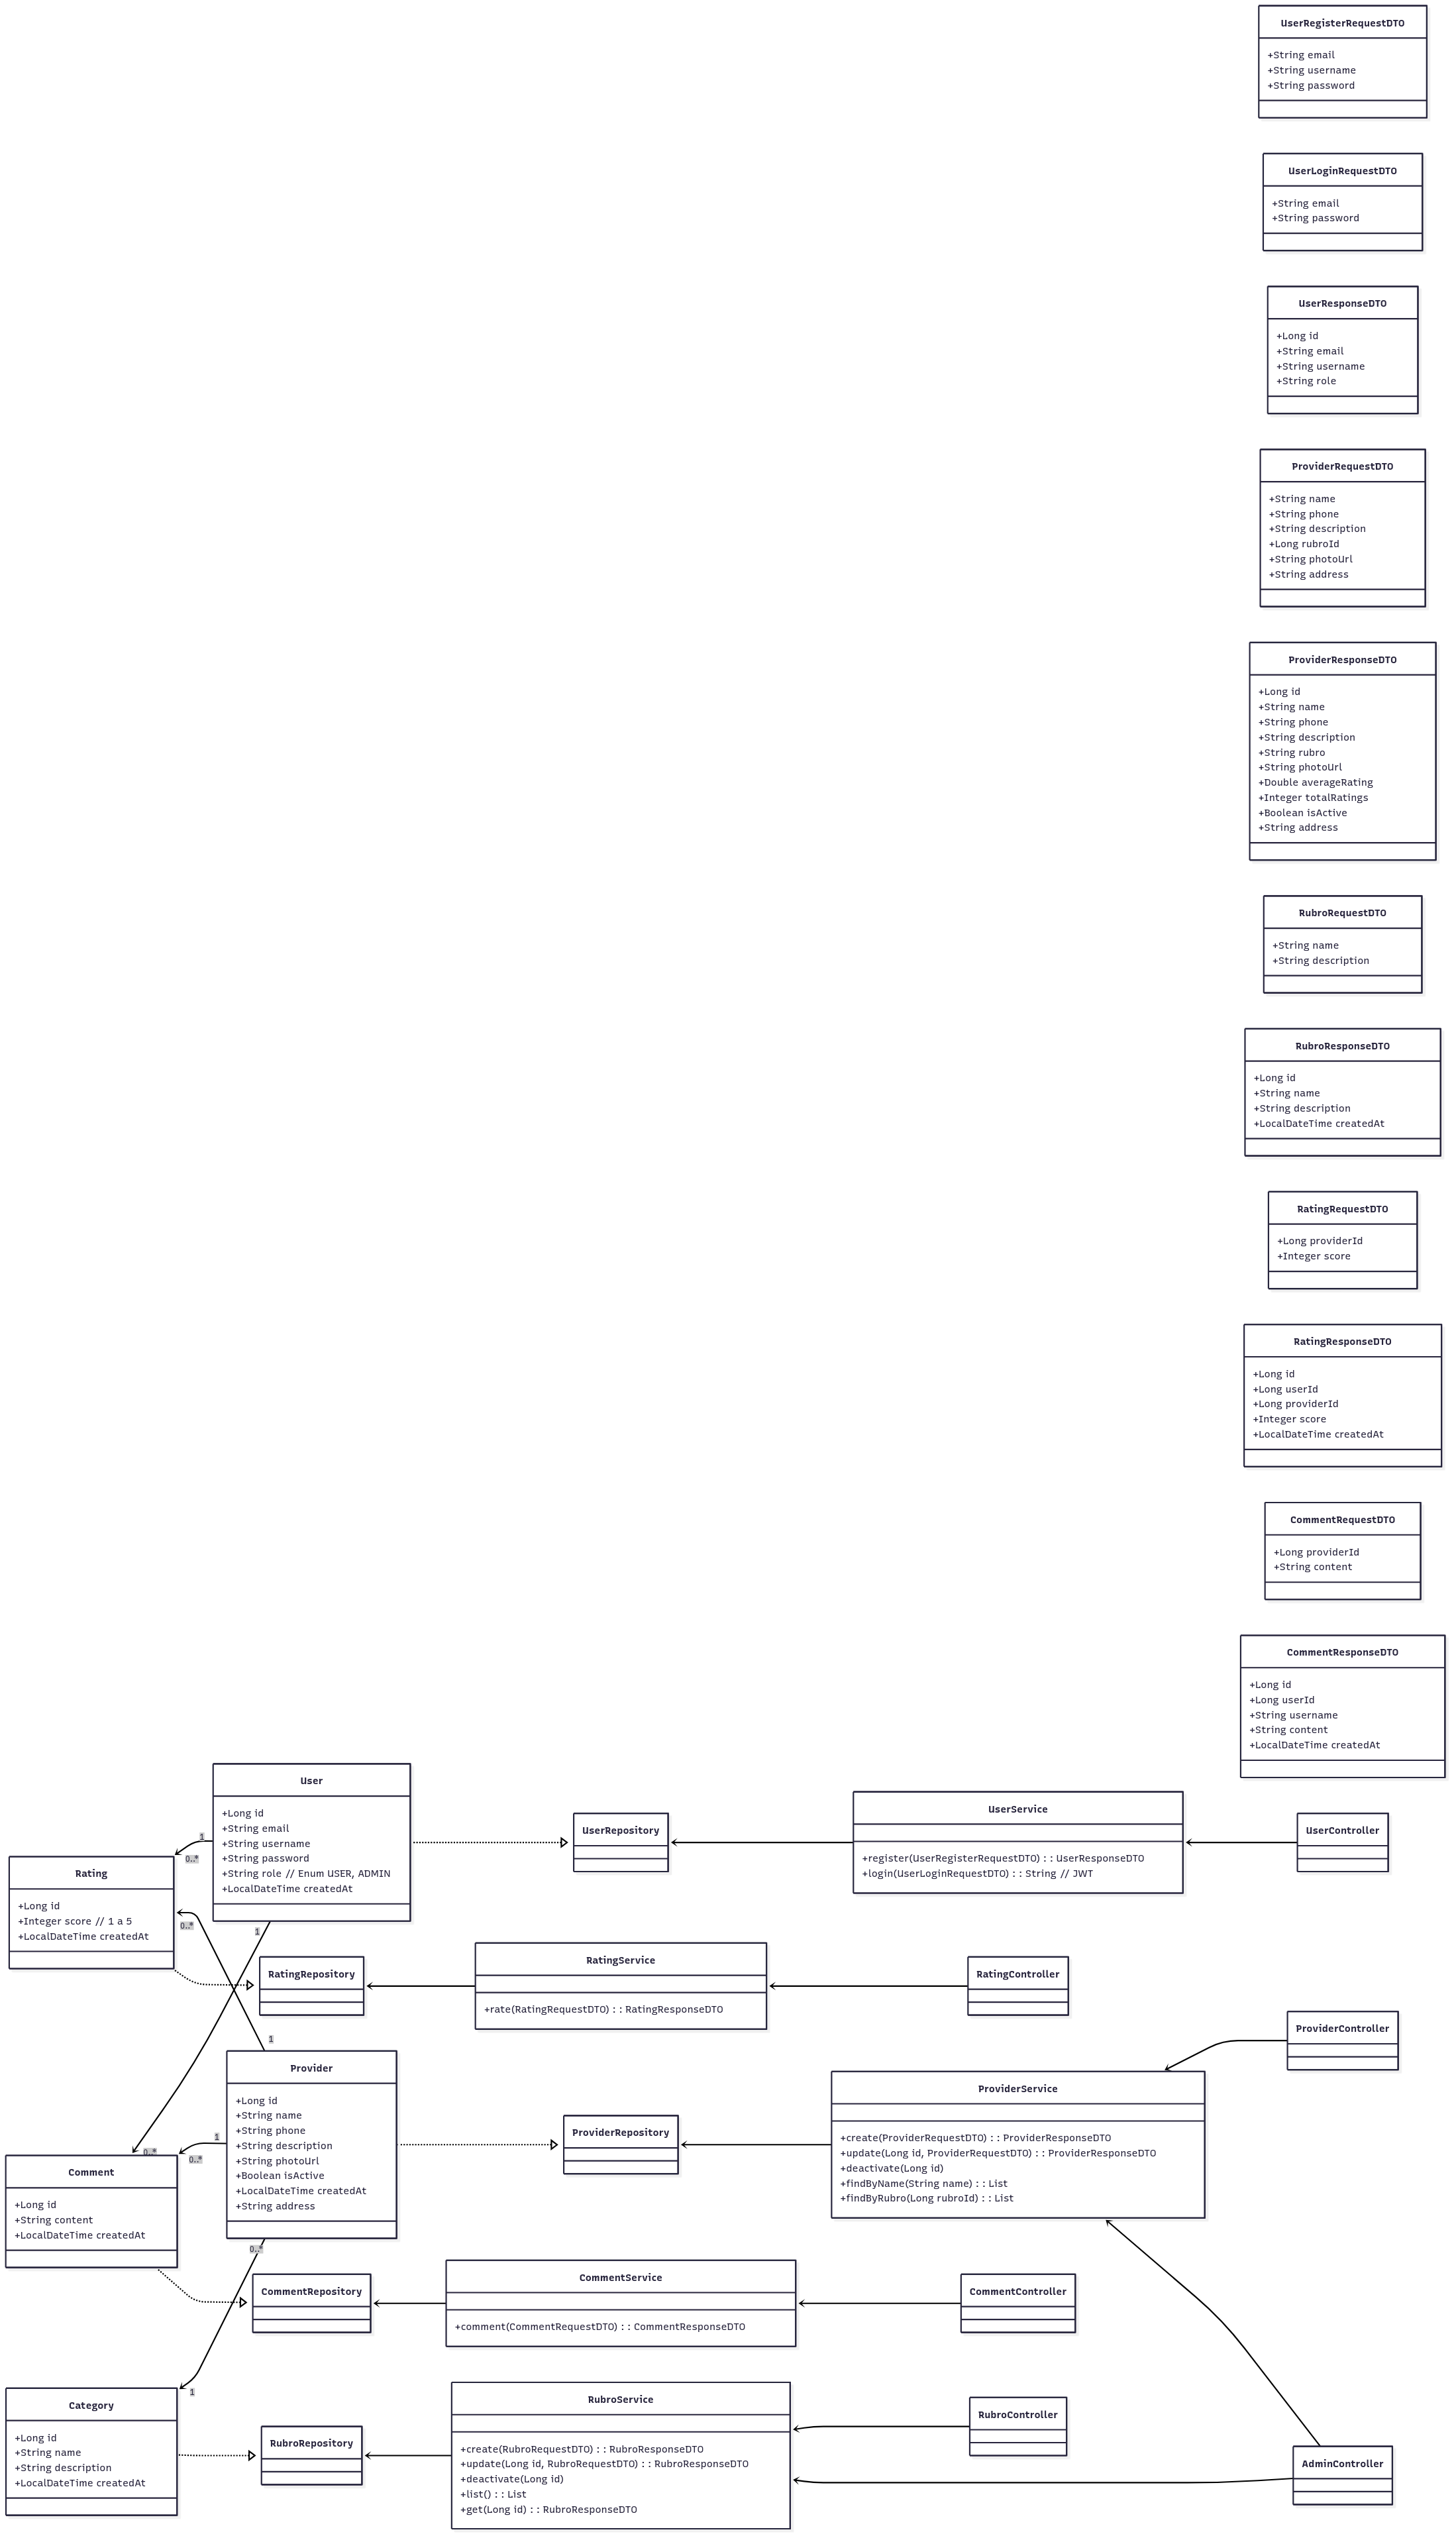 UserRegisterRequestDTO
+String email
+String username
+String password
UserLoginRequestDTO
+String email
+String password
UserResponseDTO
+Long id
+String email
+String username
+String role
ProviderRequestDTO
+String name
+String phone
+String description
+Long rubroId
+String photoUrl
+String address
ProviderResponseDTO
+Long id
+String name
+String phone
+String description
+String rubro
+String photoUrl
+Double averageRating
+Integer totalRatings
+Boolean isActive
+String address
RubroRequestDTO
+String name
+String description
RubroResponseDTO
+Long id
+String name
+String description
+LocalDateTime createdAt
RatingRequestDTO
+Long providerId
+Integer score
RatingResponseDTO
+Long id
+Long userId
+Long providerId
+Integer score
+LocalDateTime createdAt
CommentRequestDTO
+Long providerId
+String content
CommentResponseDTO
+Long id
+Long userId
+String username
+String content
+LocalDateTime createdAt
User
+Long id
+String email
+String username
+String password
+String role // Enum USER, ADMIN
+LocalDateTime createdAt
1
0..*
1
UserRepository
UserService
+register(UserRegisterRequestDTO) : : UserResponseDTO
+login(UserLoginRequestDTO) : : String // JWT
UserController
Rating
+Long id
+Integer score // 1 a 5
+LocalDateTime createdAt
0..*
1
RatingRepository
RatingService
+rate(RatingRequestDTO) : : RatingResponseDTO
RatingController
ProviderController
Provider
+Long id
+String name
+String phone
+String description
+String photoUrl
+Boolean isActive
+LocalDateTime createdAt
+String address
1
0..*
0..*
0..*
1
ProviderRepository
ProviderService
+create(ProviderRequestDTO) : : ProviderResponseDTO
+update(Long id, ProviderRequestDTO) : : ProviderResponseDTO
+deactivate(Long id)
+findByName(String name) : : List
+findByRubro(Long rubroId) : : List
Comment
+Long id
+String content
+LocalDateTime createdAt
CommentRepository
CommentService
+comment(CommentRequestDTO) : : CommentResponseDTO
CommentController
Category
+Long id
+String name
+String description
+LocalDateTime createdAt
RubroRepository
RubroService
+create(RubroRequestDTO) : : RubroResponseDTO
+update(Long id, RubroRequestDTO) : : RubroResponseDTO
+deactivate(Long id)
+list() : : List
+get(Long id) : : RubroResponseDTO
RubroController
AdminController